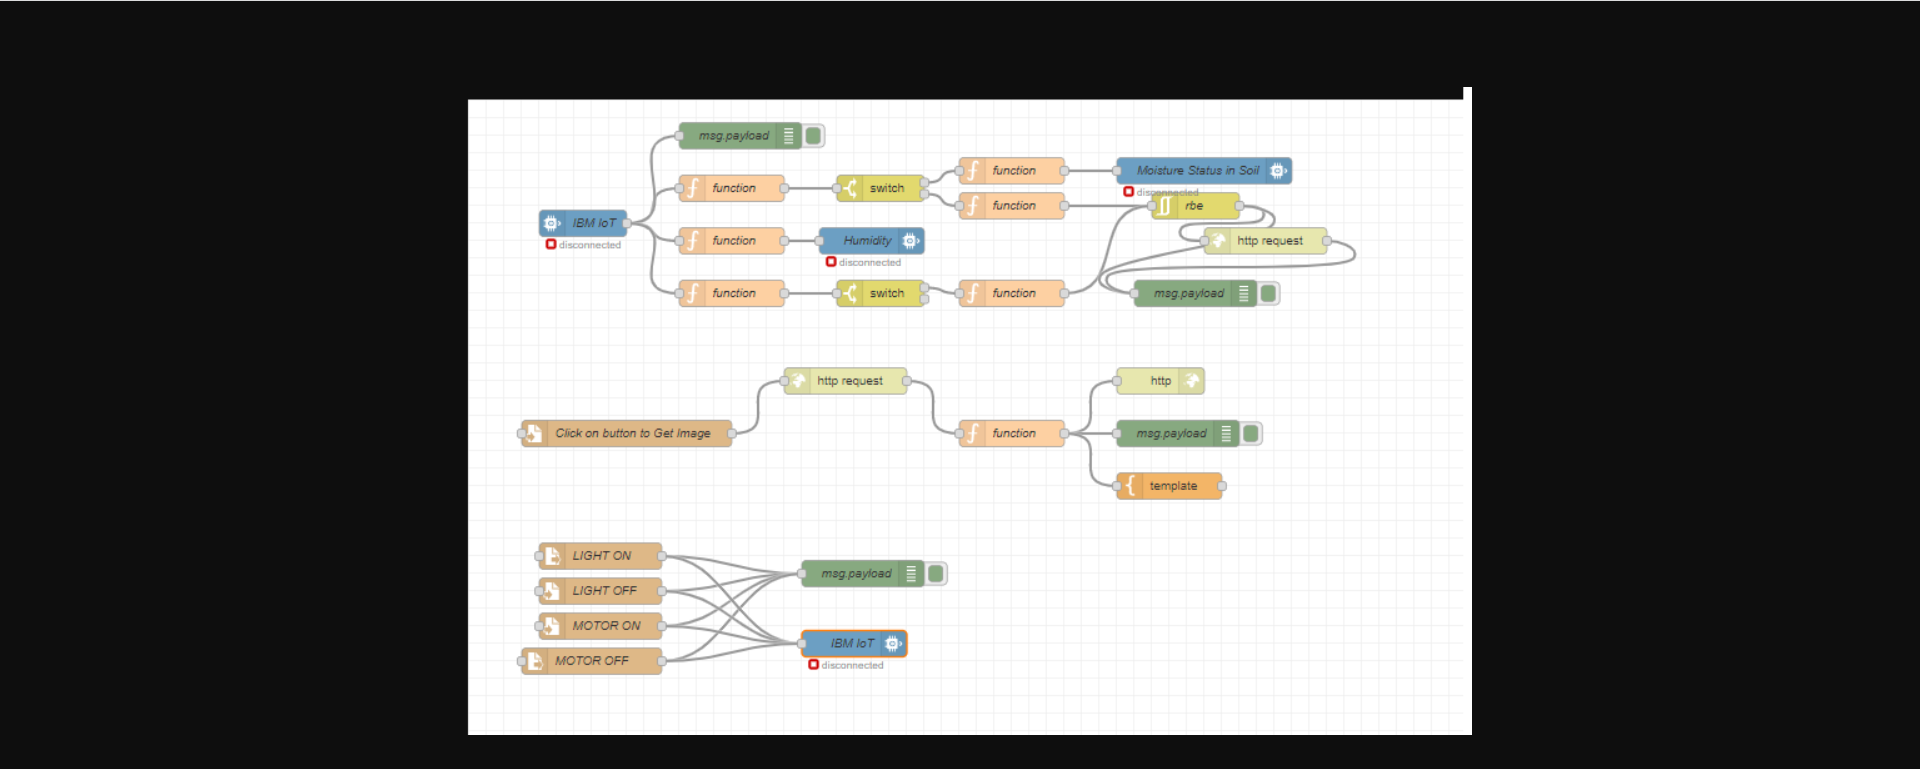 msg.payload
function
switch
function
Moisture Status in Soil
disconnected
function
rbe
IBM IoT
disconnected
function
Humidity
disconnected
http request
function
switch
function
msg.payload
http request
http
Click on button to Get Image
function
msg.payload
template
LIGHT ON
msg.payload
LIGHT OFF
MOTOR ON
IBM IoT
disconnected
MOTOR OFF